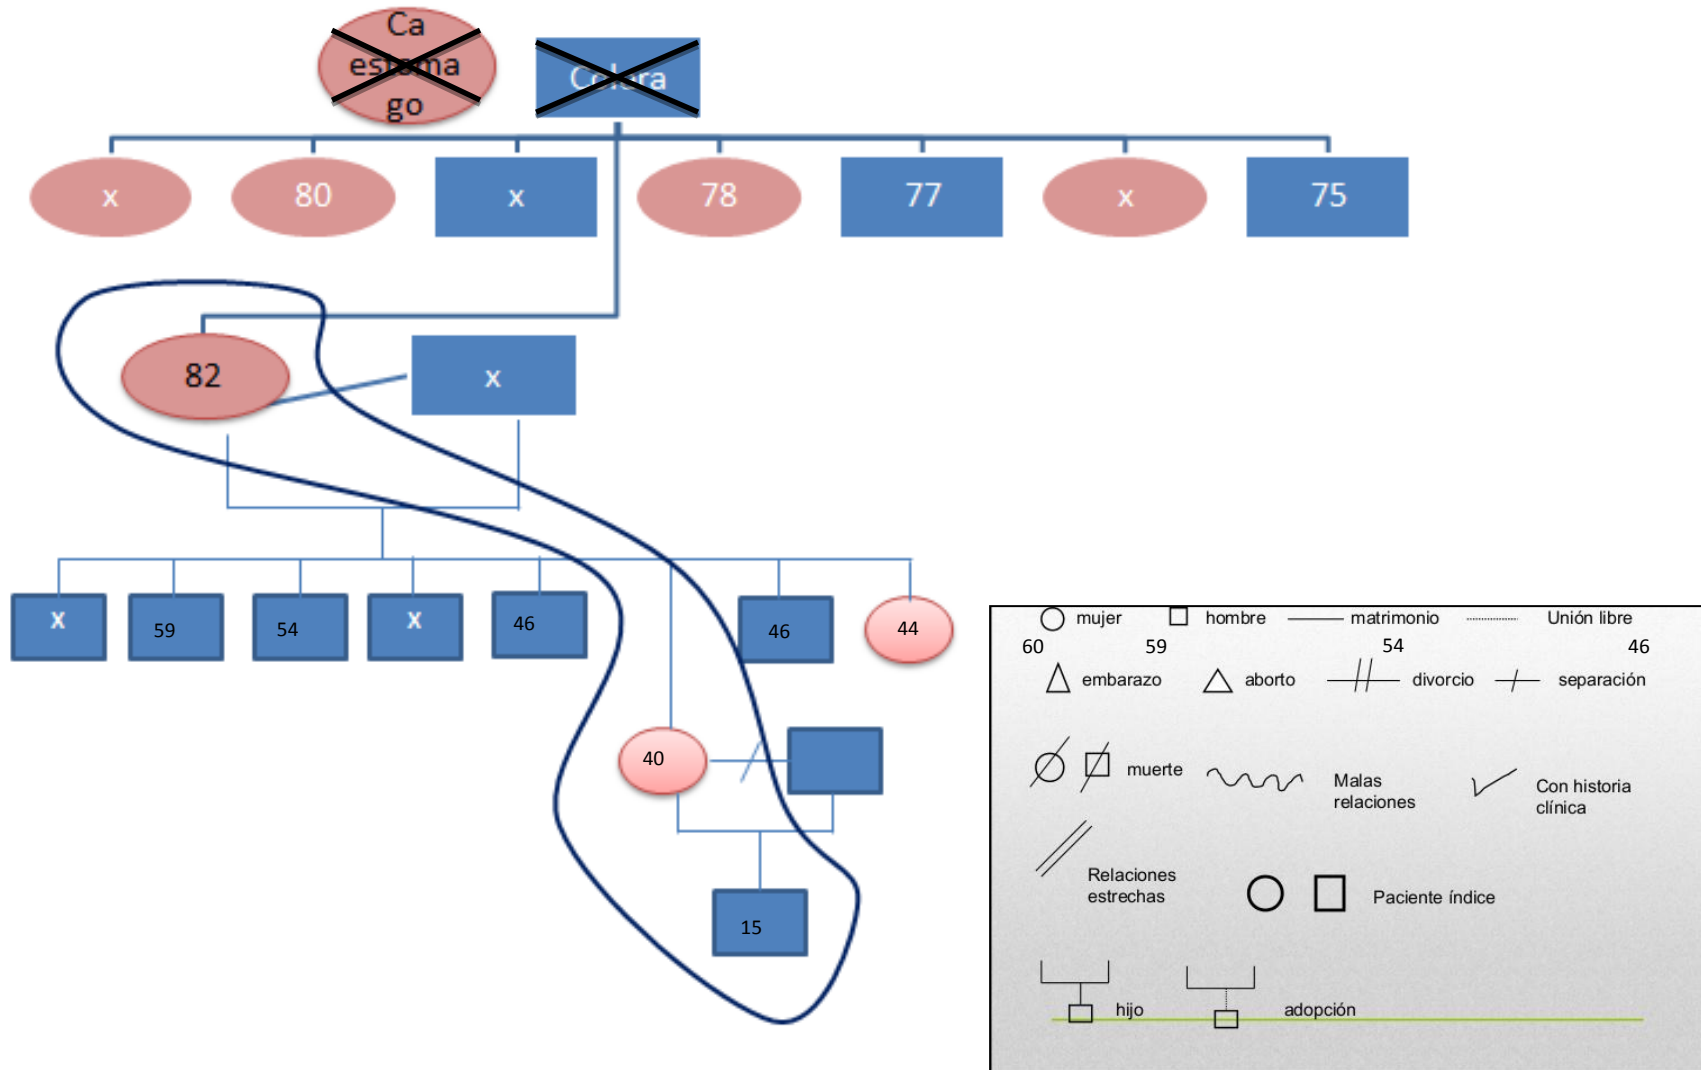 Ca
estomago
go
Colera
x
80
x
78
77
x
75
82
x
x
59
54
x
46
46
44
40
15
mujer
hombre
matrimonio
Unión libre
60
59
54
46
embarazo
aborto
divorcio
separación
muerte
Malas
relaciones
Con historia
clínica
Relaciones
estrechas
Paciente índice
hijo
adopción